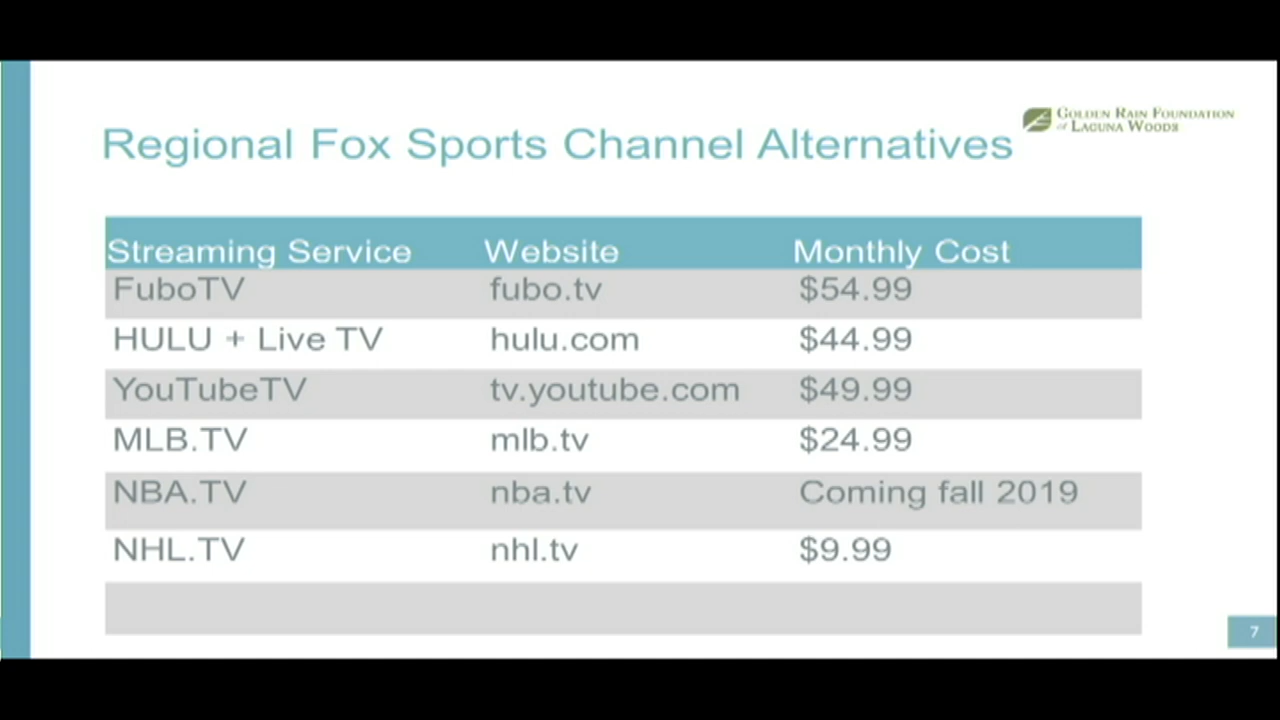 GOLDEN RAIN FOUNDATION
of LAGUNA WOODS
Regional Fox Sports Channel Alternatives
Streaming Service Website Monthly Cost
FuboTV fubo.tv $54.99
HULU + Live TV hulu.com $44.99
YouTubeTV tv.youtube.com $49.99
MLB.TV mlb.tv $24.99
NBA.TV nba.tv Coming fall 2019
NHL.TV nhl.tv $9.99
7